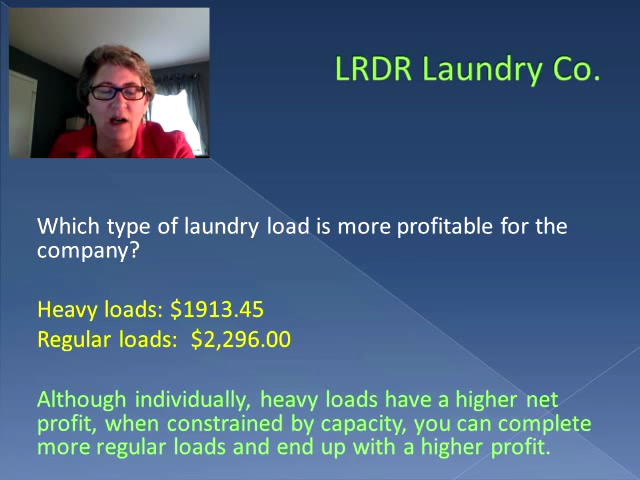 LRDR Laundry Co.
Which type of laundry load is more profitable for the
company?
Heavy loads: $1913.45
Regular loads:  $2,296.00
Although individually, heavy loads have a higher net
profit, when constrained by capacity, you can complete
more regular loads and end up with a higher profit.